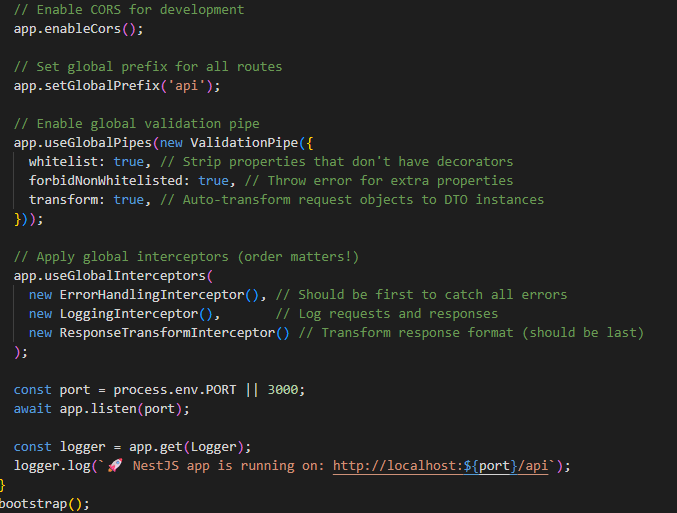 // Enable CORS for development
app.enableCors();
// Set global prefix for all routes
app.setGlobalPrefix('api');
// Enable global validation pipe
app.useGlobalPipes(new ValidationPipe({
whitelist: true, // Strip properties that don't have decorators
forbidNonWhitelisted: true, // Throw error for extra properties
transform: true, // Auto-transform request objects to DTO instances
}));
// Apply global interceptors (order matters!)
app.useGlobalInterceptors(
new ErrorHandlingInterceptor(), // Should be first to catch all errors
new LoggingInterceptor(), // Log requests and responses
new ResponseTransformInterceptor() // Transform response format (should be last)
);
const port = process.env.PORT || 3000;
await app.listen(port);
const logger = app.get(Logger);
logger.log(`🚀 NestJS app is running on: http://localhost:${port}/api`);
}
bootstrap();